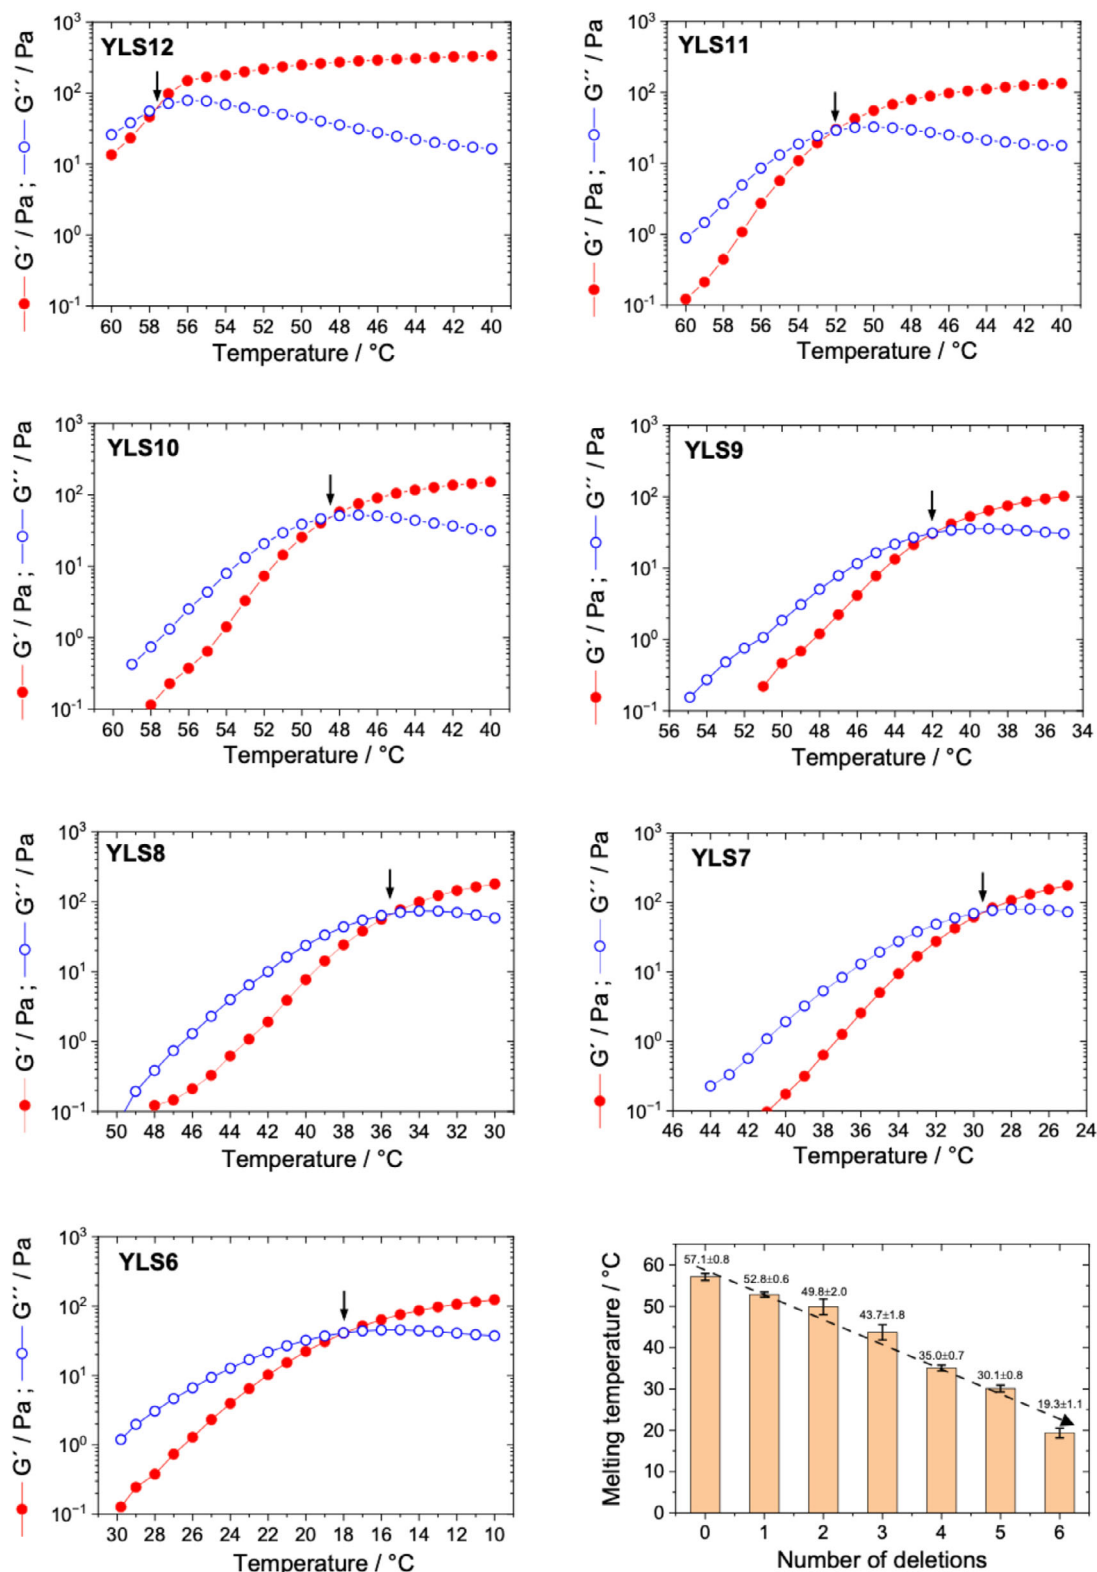 YLS12
G´ / Pa ; G´´ / Pa
10³
10²
10¹
10⁰
10⁻¹
60 58 56 54 52 50 48 46 44 42 40
Temperature / °C
YLS11
G´ / Pa ; G´´ / Pa
10³
10²
10¹
10⁰
10⁻¹
60 58 56 54 52 50 48 46 44 42 40
Temperature / °C
YLS10
G´ / Pa ; G´´ / Pa
10³
10²
10¹
10⁰
10⁻¹
60 58 56 54 52 50 48 46 44 42 40
Temperature / °C
YLS9
G´ / Pa ; G´´ / Pa
10³
10²
10¹
10⁰
10⁻¹
56 54 52 50 48 46 44 42 40 38 36 34
Temperature / °C
YLS8
G´ / Pa ; G´´ / Pa
10³
10²
10¹
10⁰
10⁻¹
50 48 46 44 42 40 38 36 34 32 30
Temperature / °C
YLS7
G´ / Pa ; G´´ / Pa
10³
10²
10¹
10⁰
10⁻¹
46 44 42 40 38 36 34 32 30 28 26 24
Temperature / °C
YLS6
G´ / Pa ; G´´ / Pa
10³
10²
10¹
10⁰
10⁻¹
30 28 26 24 22 20 18 16 14 12 10
Temperature / °C
Melting temperature / °C
60
50
40
30
20
10
0
57.1±0.8
52.8±0.6
49.8±2.0
43.7±1.8
35.0±0.7
30.1±0.8
19.3±1.1
0 1 2 3 4 5 6
Number of deletions